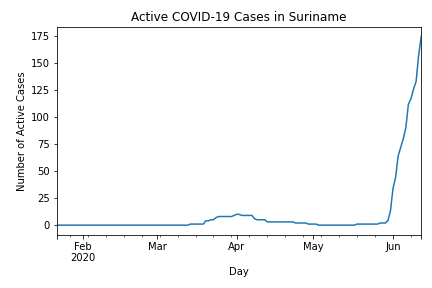 Active COVID-19 Cases in Suriname
Number of Active Cases
175
150
125
100
75
50
25
0
Feb
2020
Mar
Apr
May
Jun
Day